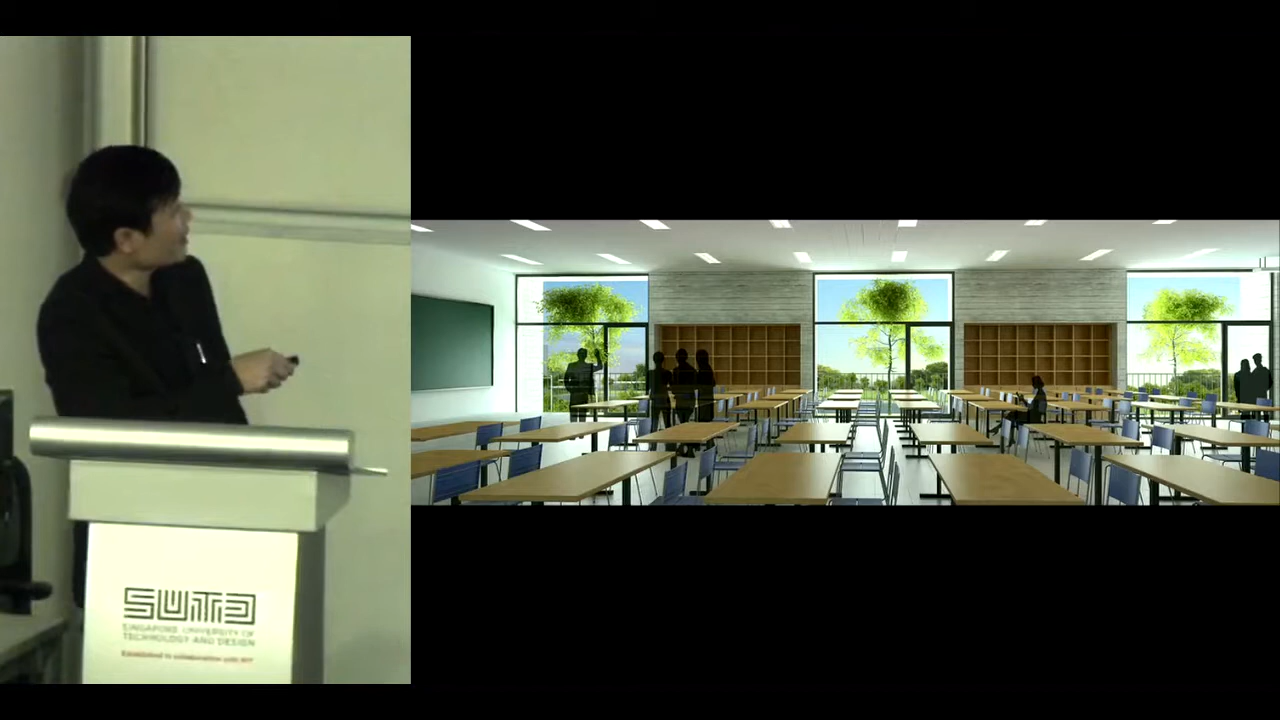 SUTD
SINGAPORE UNIVERSITY OF
TECHNOLOGY AND DESIGN
Established in collaboration with MIT